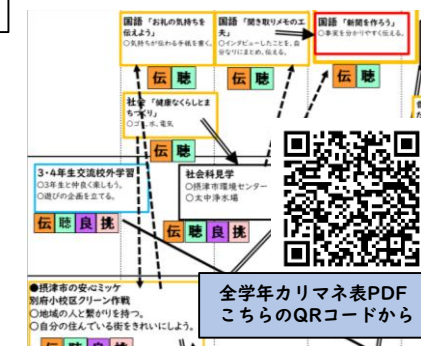 国語「お礼の気持ちを
伝えよう」
○気持ちが伝わる手紙を書く。
伝 聴
国語「聞き取りメモのエ
夫」
○インタビューしたことを、自
分なりにまとめ、伝える。
伝 聴
国語「新聞を作ろう」
○事実を分かりやすく伝える。
伝 聴
社会「健康なくらしとま
ちづくり」
○ゴミ、水、電気
伝 聴
3・4年生交流校外学習
○3年生と仲良く楽しもう。
○遊びの企画を立てる。
伝 聴 良 挑
社会科見学
○摂津市環境センター
○太中浄水場
伝 聴 良 挑
●摂津市の安心ミッケ
別府小校区クリーン作戦
○地域の人と繋がりを持つ。
○自分の住んでいる街をきれいにしよう。
全学年カリマネ表PDF
こちらのQRコードから